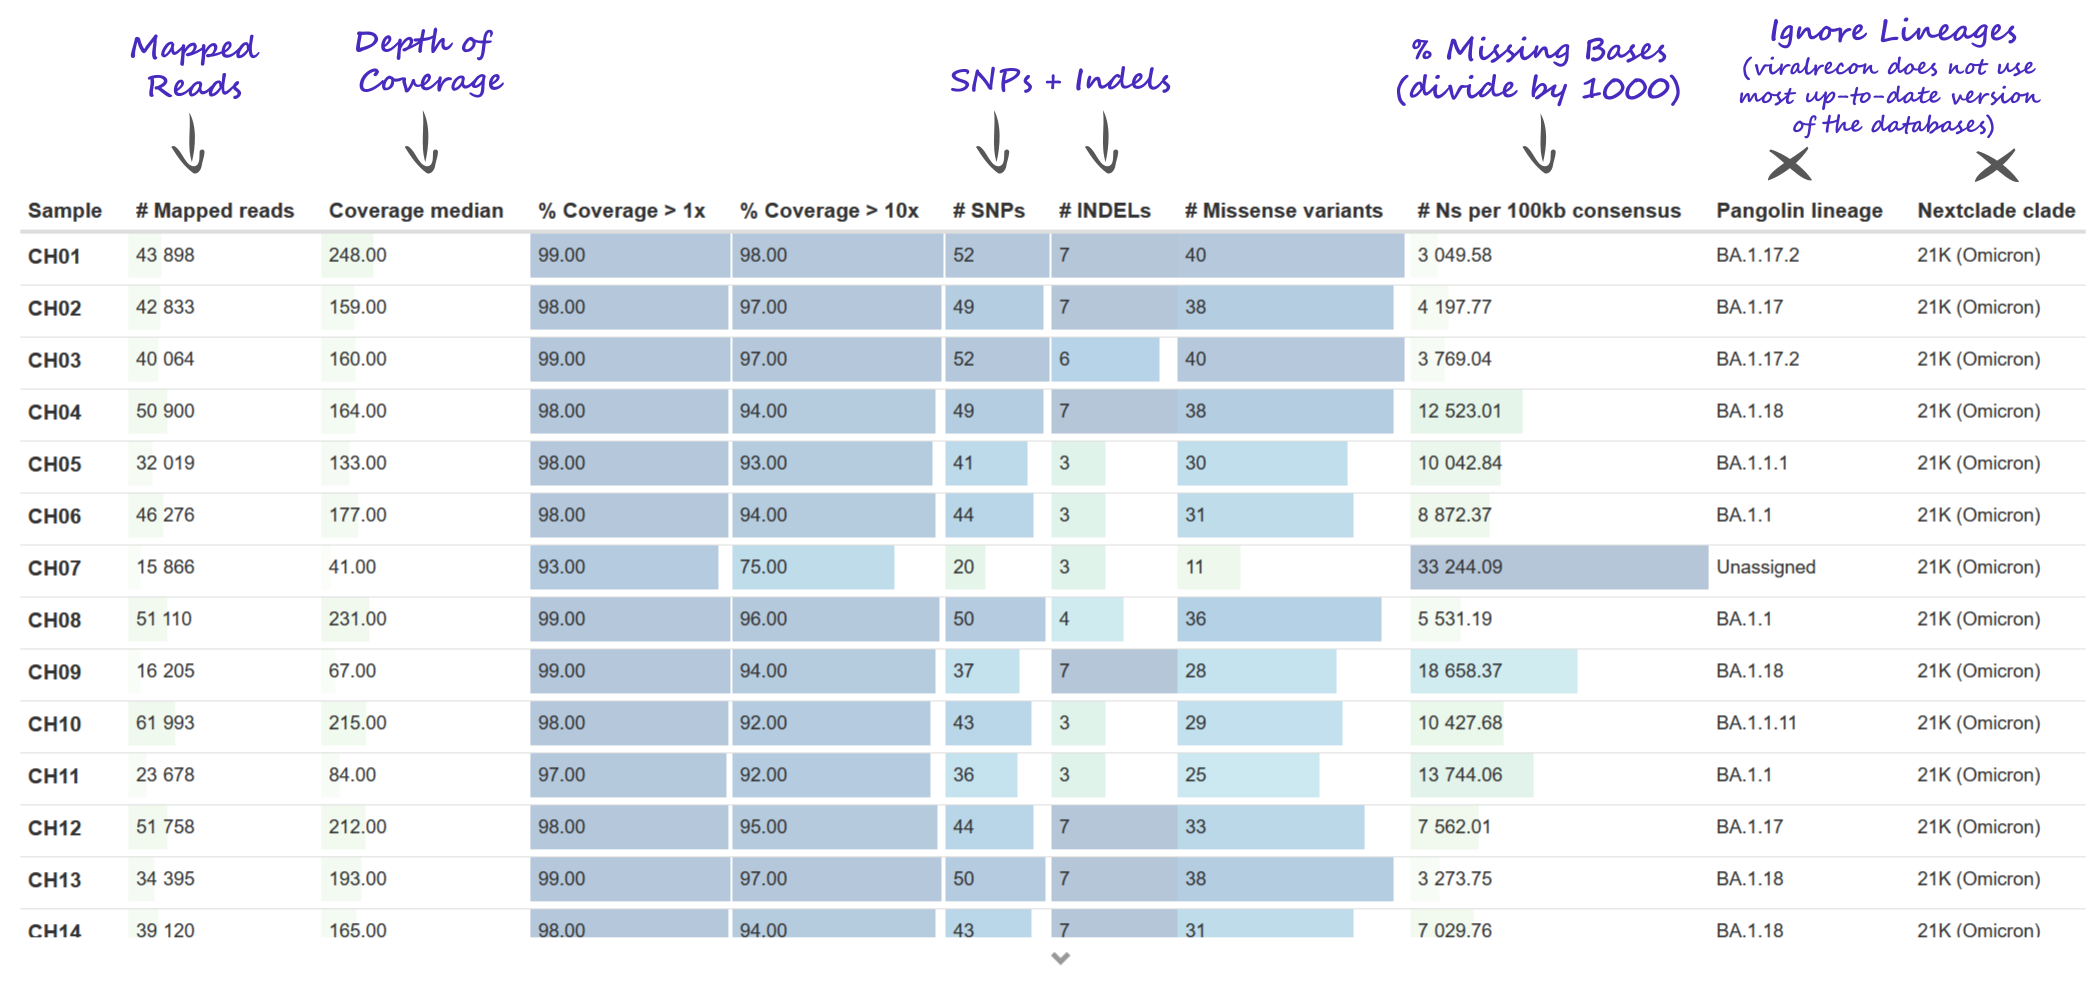 Mapped
Reads
Depth of
Coverage
SNPs + Indels
% Missing Bases
(divide by 1000)
Ignore Lineages
(viralrecon does not use
most up-to-date version
of the databases)
Sample # Mapped reads Coverage median % Coverage > 1x % Coverage > 10x # SNPs # INDELs # Missense variants # Ns per 100kb consensus Pangolin lineage Nextclade clade
CH01 43 898 248.00 99.00 98.00 52 7 40 3 049.58 BA.1.17.2 21K (Omicron)
CH02 42 833 159.00 98.00 97.00 49 7 38 4 197.77 BA.1.17 21K (Omicron)
CH03 40 064 160.00 99.00 97.00 52 6 40 3 769.04 BA.1.17.2 21K (Omicron)
CH04 50 900 164.00 98.00 94.00 49 7 38 12 523.01 BA.1.18 21K (Omicron)
CH05 32 019 133.00 98.00 93.00 41 3 30 10 042.84 BA.1.1.1 21K (Omicron)
CH06 46 276 177.00 98.00 94.00 44 3 31 8 872.37 BA.1.1 21K (Omicron)
CH07 15 866 41.00 93.00 75.00 20 3 11 33 244.09 Unassigned 21K (Omicron)
CH08 51 110 231.00 99.00 96.00 50 4 36 5 531.19 BA.1.1 21K (Omicron)
CH09 16 205 67.00 99.00 94.00 37 7 28 18 658.37 BA.1.18 21K (Omicron)
CH10 61 993 215.00 98.00 92.00 43 3 29 10 427.68 BA.1.1.11 21K (Omicron)
CH11 23 678 84.00 97.00 92.00 36 3 25 13 744.06 BA.1.1 21K (Omicron)
CH12 51 758 212.00 98.00 95.00 44 7 33 7 562.01 BA.1.17 21K (Omicron)
CH13 34 395 193.00 99.00 97.00 50 7 38 3 273.75 BA.1.18 21K (Omicron)
CH14 39 120 165.00 98.00 94.00 43 7 31 7 029.76 BA.1.18 21K (Omicron)